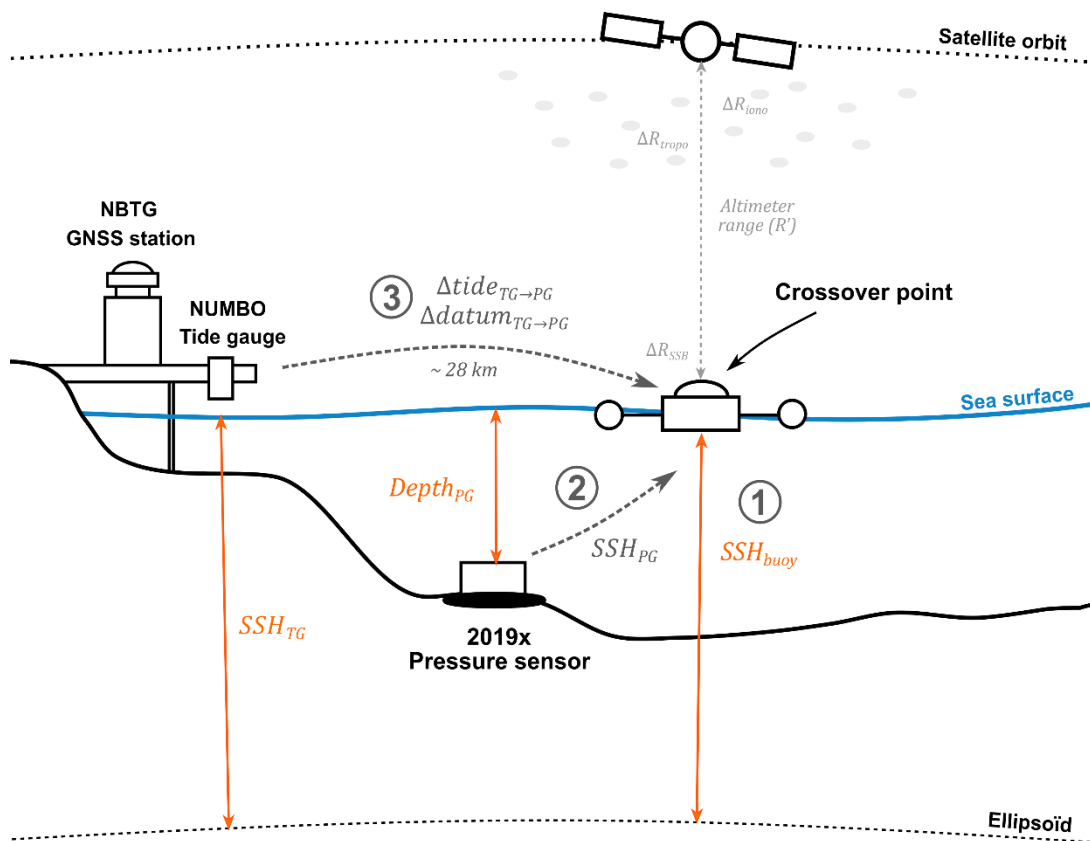 Satellite orbit
ΔR_iono
ΔR_tropo
Altimeter
range (R')
NBTG
GNSS station
NUMBO
Tide gauge
3
Δtide_TG→PG
Δdatum_TG→PG
~ 28 km
Crossover point
ΔR_SSB
Sea surface
Depth_PG
2
1
SSH_PG
SSH_buoy
SSH_TG
2019x
Pressure sensor
Ellipsoïd